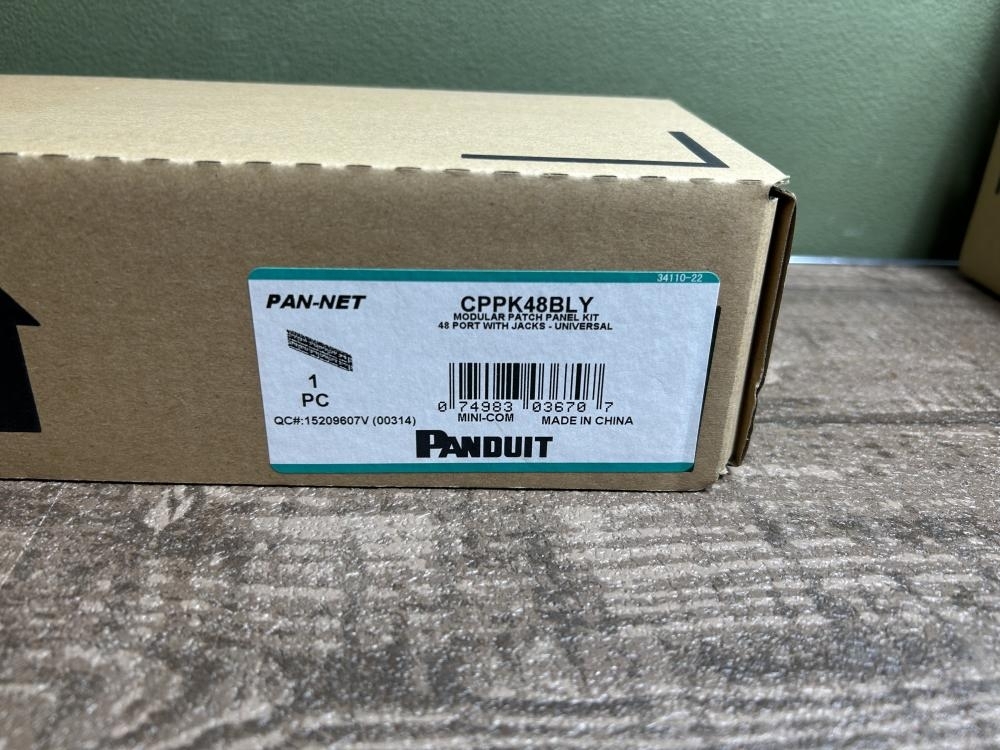 34110-22
PAN-NET
CPPK48BLY
MODULAR PATCH PANEL KIT
48 PORT WITH JACKS - UNIVERSAL
1
PC
0 74983 03670 7
QC#:15209607V (00314)
MINI-COM MADE IN CHINA
PANDUIT